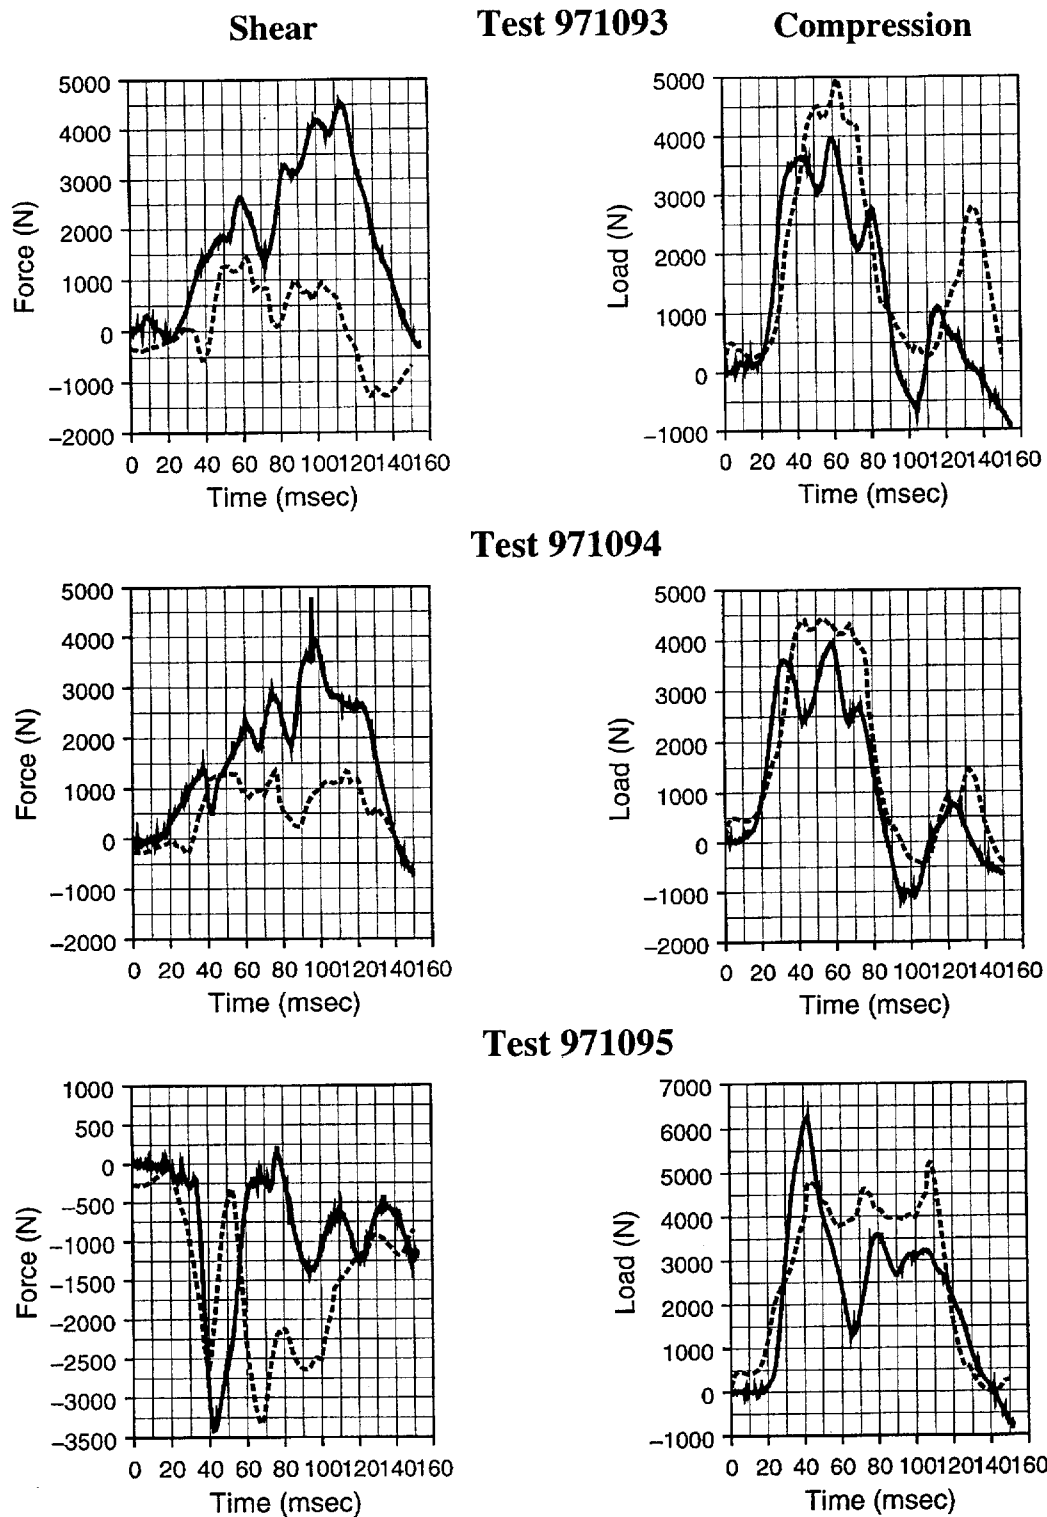 Shear Test 971093 Compression
5000
4000
3000
2000
1000
0
−1000
−2000
Force (N)
0 20 40 60 80 100120140160
Time (msec)
5000
4000
3000
2000
1000
0
−1000
Load (N)
0 20 40 60 80 100120140160
Time (msec)
Test 971094
5000
4000
3000
2000
1000
0
−1000
−2000
Force (N)
0 20 40 60 80 100120140160
Time (msec)
5000
4000
3000
2000
1000
0
−1000
−2000
Load (N)
0 20 40 60 80 100120140160
Time (msec)
Test 971095
1000
500
0
−500
−1000
−1500
−2000
−2500
−3000
−3500
Force (N)
0 20 40 60 80 100120140160
Time (msec)
7000
6000
5000
4000
3000
2000
1000
0
−1000
Load (N)
0 20 40 60 80 100120140160
Time (msec)